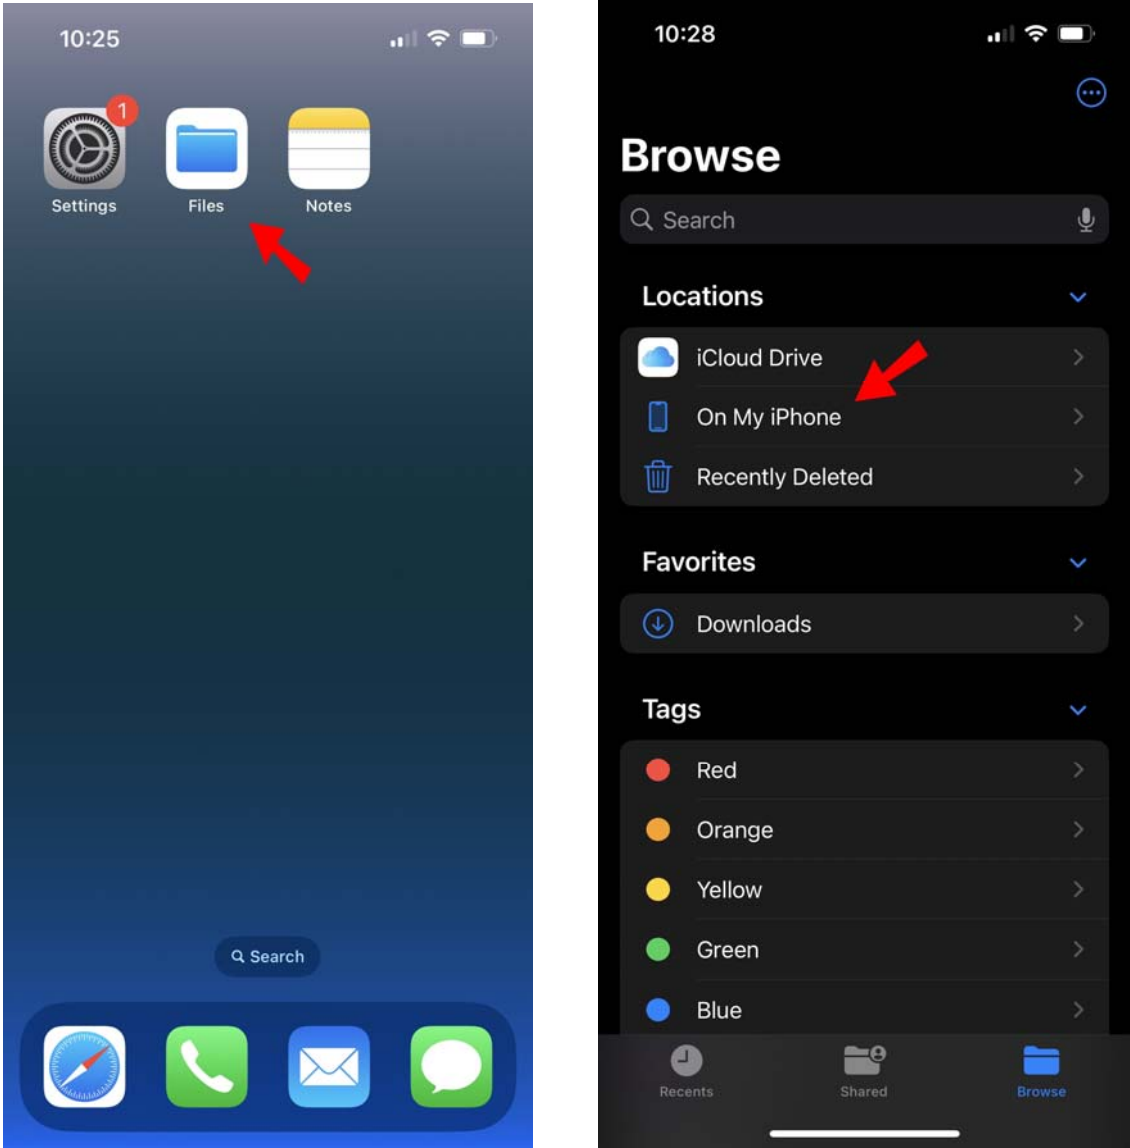 10:25
1
Settings
Files
Notes
Search
10:28
Browse
Search
Locations
iCloud Drive
On My iPhone
Recently Deleted
Favorites
Downloads
Tags
Red
Orange
Yellow
Green
Blue
Recents
Shared
Browse